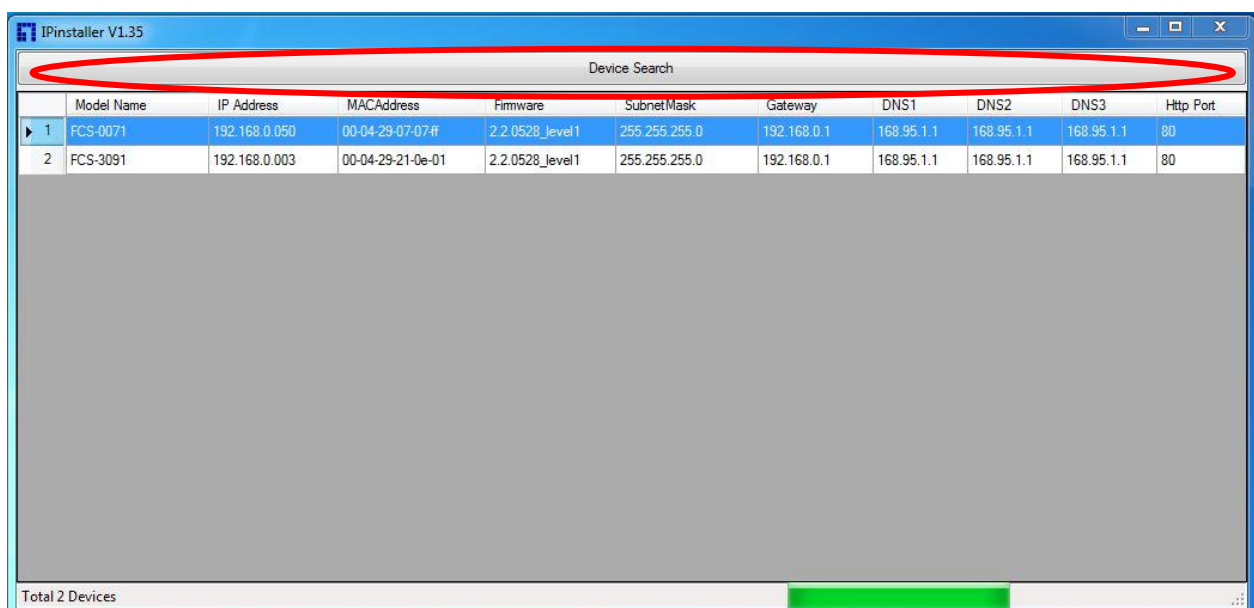 IPinstaller V1.35
Device Search
Model Name IP Address MACAddress Firmware SubnetMask Gateway DNS1 DNS2 DNS3 Http Port
1 FCS-0071 192.168.0.050 00-04-29-07-07-ff 2.2.0528_level1 255.255.255.0 192.168.0.1 168.95.1.1 168.95.1.1 168.95.1.1 80
2 FCS-3091 192.168.0.003 00-04-29-21-0e-01 2.2.0528_level1 255.255.255.0 192.168.0.1 168.95.1.1 168.95.1.1 168.95.1.1 80
Total 2 Devices